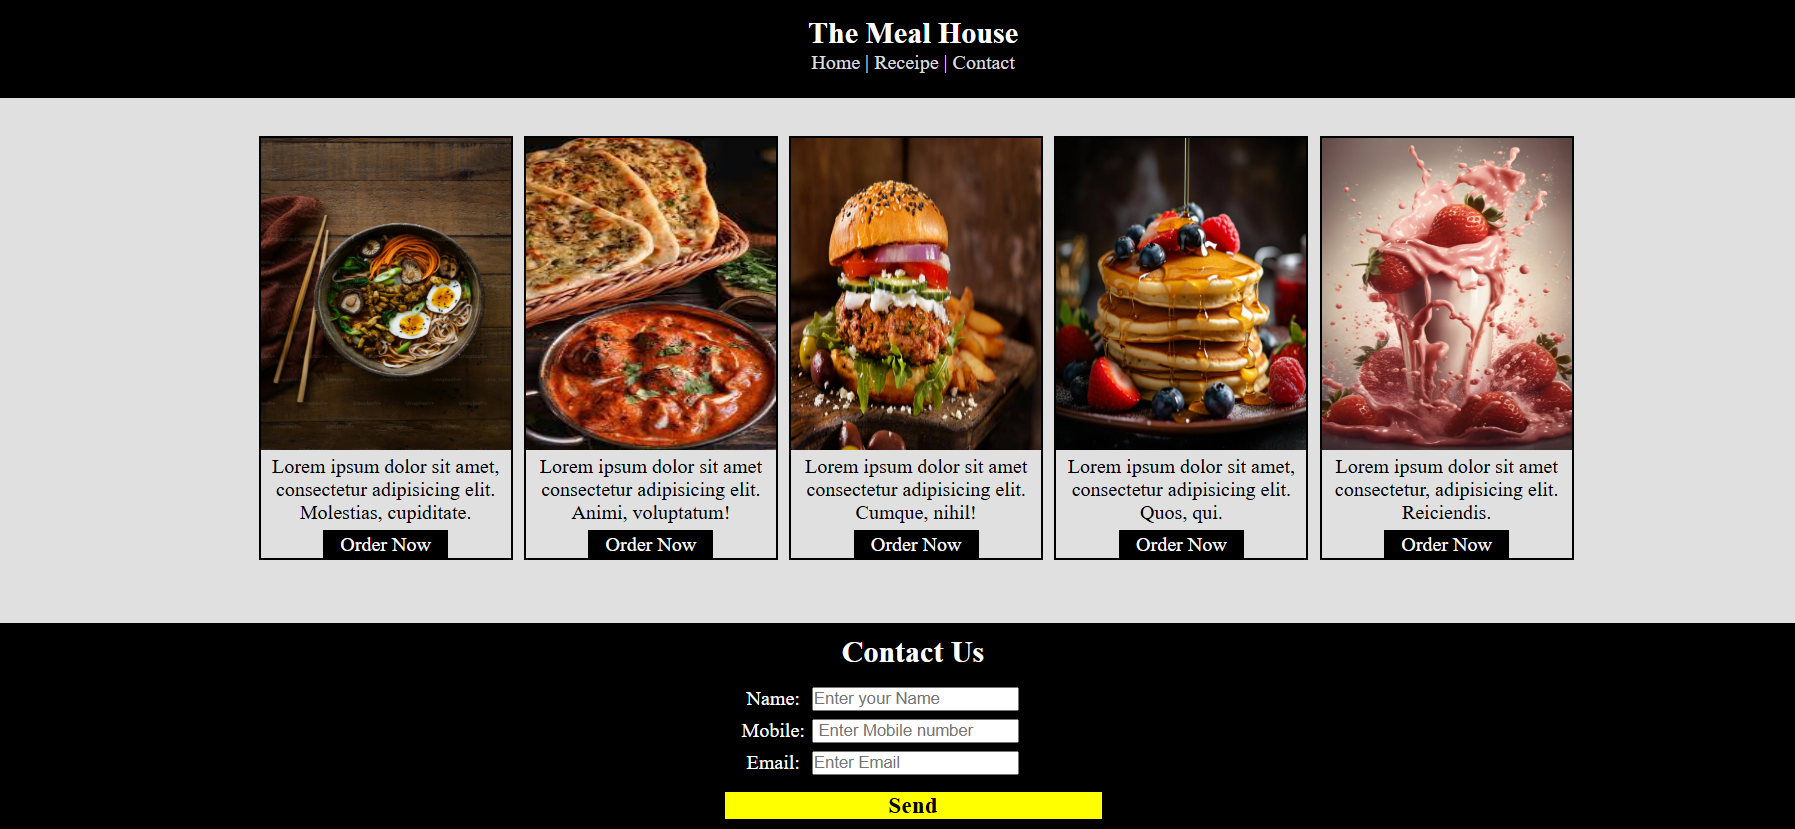 The Meal House
Home | Receipe | Contact
Lorem ipsum dolor sit amet,
consectetur adipisicing elit.
Molestias, cupiditate.
Order Now
Lorem ipsum dolor sit amet
consectetur adipisicing elit.
Animi, voluptatum!
Order Now
Lorem ipsum dolor sit amet
consectetur adipisicing elit.
Cumque, nihil!
Order Now
Lorem ipsum dolor sit amet,
consectetur adipisicing elit.
Quos, qui.
Order Now
Lorem ipsum dolor sit amet
consectetur, adipisicing elit.
Reiciendis.
Order Now
Contact Us
Name: Enter your Name
Mobile: Enter Mobile number
Email: Enter Email
Send